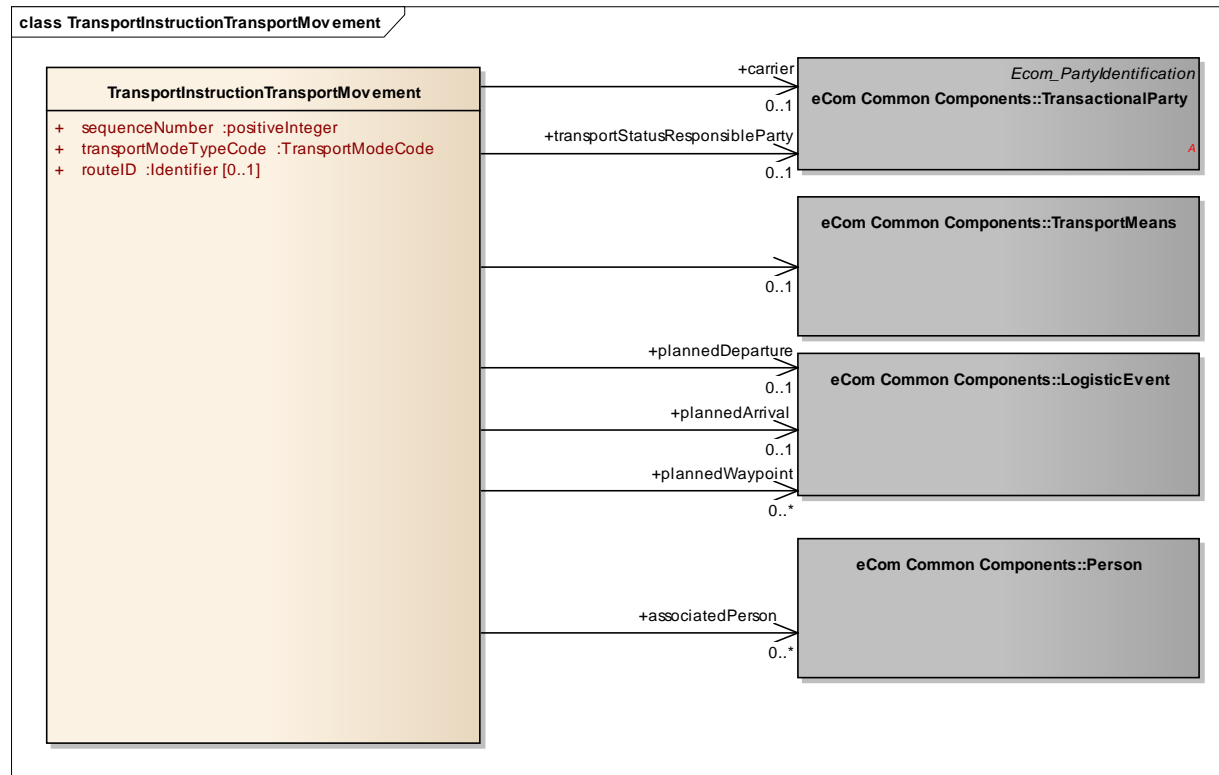 class TransportInstructionTransportMovement
TransportInstructionTransportMovement
+ sequenceNumber :positiveInteger
+ transportModeTypeCode :TransportModeCode
+ routeID :Identifier [0..1]
+carrier
0..1
+transportStatusResponsibleParty
0..1
Ecom_PartyIdentification
eCom Common Components::TransactionalParty
A
0..1
eCom Common Components::TransportMeans
+plannedDeparture
0..1
+plannedArrival
0..1
+plannedWaypoint
0..*
eCom Common Components::LogisticEvent
+associatedPerson
0..*
eCom Common Components::Person